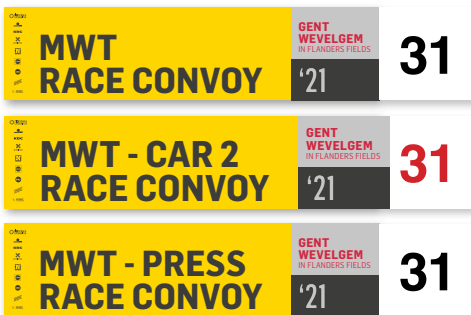 MWT
RACE CONVOY
GENT
WEVELGEM
IN FLANDERS FIELDS
‘21
31
MWT - CAR 2
RACE CONVOY
GENT
WEVELGEM
IN FLANDERS FIELDS
‘21
31
MWT - PRESS
RACE CONVOY
GENT
WEVELGEM
IN FLANDERS FIELDS
‘21
31